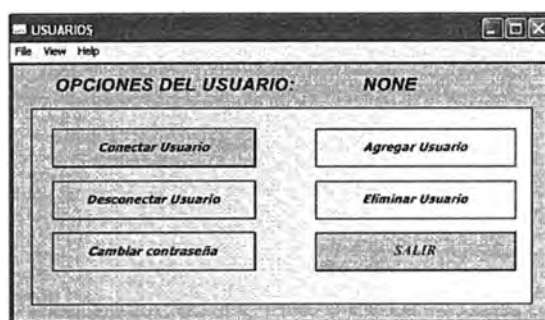 USUARIOS
File View Help
OPCIONES DEL USUARIO: NONE
Conectar Usuario Agregar Usuario
Desconectar Usuario Eliminar Usuario
Cambiar contraseña SALIR